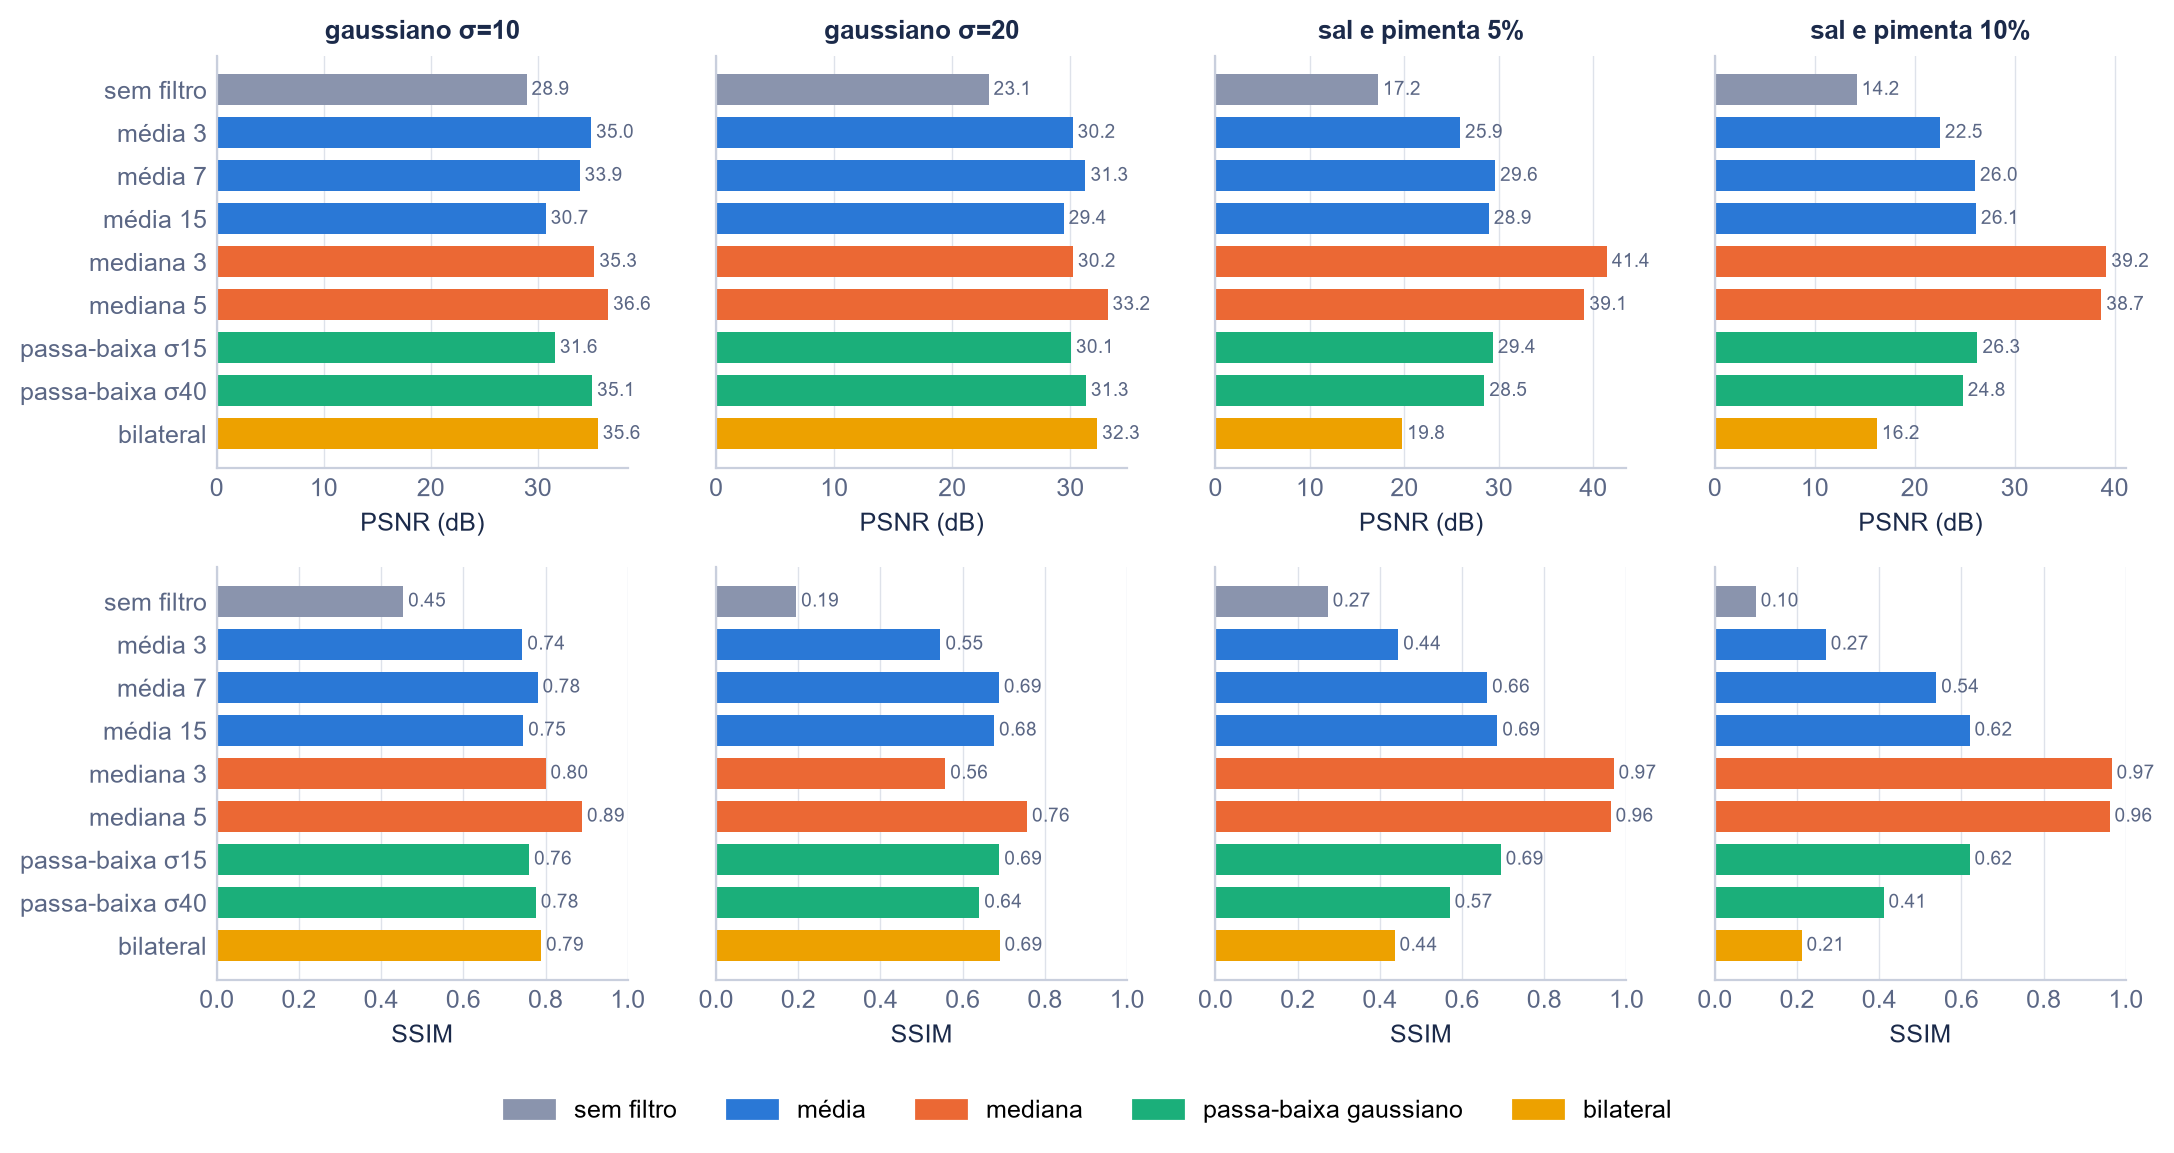 gaussiano σ=10 gaussiano σ=20 sal e pimenta 5% sal e pimenta 10%
sem filtro 28.9 23.1 17.2 14.2
média 3 35.0 30.2 25.9 22.5
média 7 33.9 31.3 29.6 26.0
média 15 30.7 29.4 28.9 26.1
mediana 3 35.3 30.2 41.4 39.2
mediana 5 36.6 33.2 39.1 38.7
passa-baixa σ15 31.6 30.1 29.4 26.3
passa-baixa σ40 35.1 31.3 28.5 24.8
bilateral 35.6 32.3 19.8 16.2
0 10 20 30 0 10 20 30 0 10 20 30 40 0 10 20 30 40
PSNR (dB) PSNR (dB) PSNR (dB) PSNR (dB)
sem filtro 0.45 0.19 0.27 0.10
média 3 0.74 0.55 0.44 0.27
média 7 0.78 0.69 0.66 0.54
média 15 0.75 0.68 0.69 0.62
mediana 3 0.80 0.56 0.97 0.97
mediana 5 0.89 0.76 0.96 0.96
passa-baixa σ15 0.76 0.69 0.69 0.62
passa-baixa σ40 0.78 0.64 0.57 0.41
bilateral 0.79 0.69 0.44 0.21
0.0 0.2 0.4 0.6 0.8 1.0 0.0 0.2 0.4 0.6 0.8 1.0 0.0 0.2 0.4 0.6 0.8 1.0 0.0 0.2 0.4 0.6 0.8 1.0
SSIM SSIM SSIM SSIM
sem filtro média mediana passa-baixa gaussiano bilateral